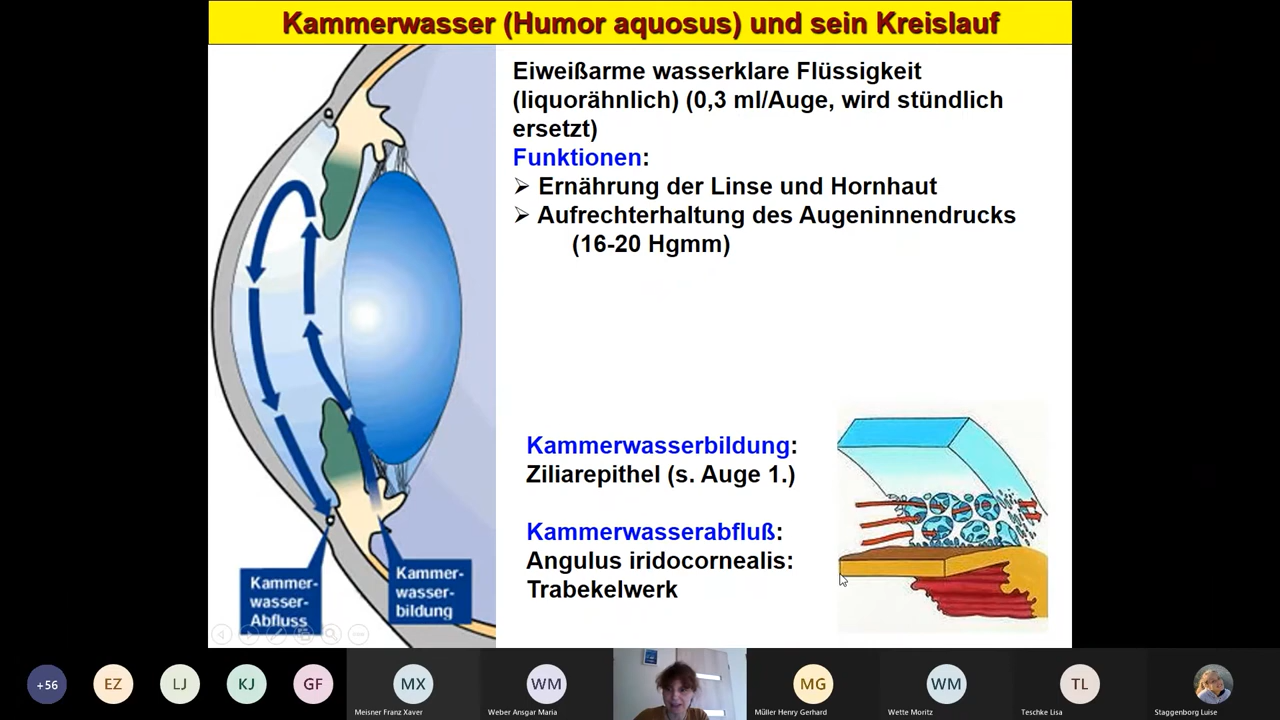 Kammerwasser (Humor aquosus) und sein Kreislauf
Eiweißarme wasserklare Flüssigkeit
(liquorähnlich) (0,3 ml/Auge, wird stündlich
ersetzt)
Funktionen:
➢ Ernährung der Linse und Hornhaut
➢ Aufrechterhaltung des Augeninnendrucks
(16-20 Hgmm)
Kammerwasserbildung:
Ziliarepithel (s. Auge 1.)
Kammerwasserabfluß:
Angulus iridocornealis:
Trabekelwerk
Kammer-
wasser-
Abfluss
Kammer-
wasser-
bildung
+56
EZ
LJ
KJ
GF
MX
Meisner Franz Xaver
WM
Weber Ansgar Maria
MG
Müller Henry Gerhard
WM
Wette Moritz
TL
Teschke Lisa
Staggenborg Luise